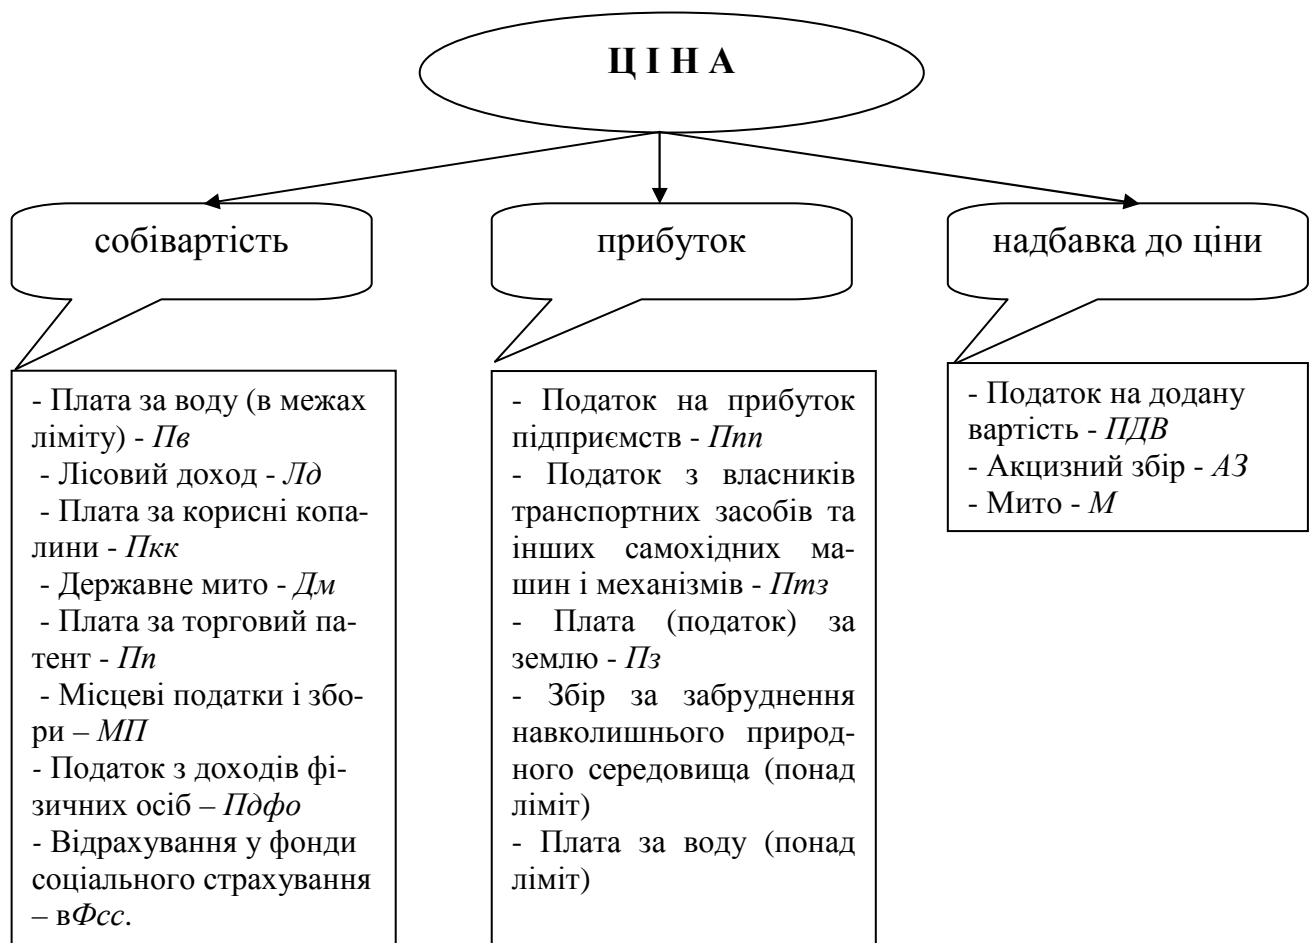 Ц І Н А
собівартість
прибуток
надбавка до ціни
- Плата за воду (в межах
ліміту) - Пв
- Лісовий доход - Лд
- Плата за корисні копа-
лини - Пкк
- Державне мито - Дм
- Плата за торговий па-
тент - Пп
- Місцеві податки і збо-
ри – МП
- Податок з доходів фі-
зичних осіб – Пдфо
- Відрахування у фонди
соціального страхування
– вФсс.
- Податок на прибуток
підприємств - Ппп
- Податок з власників
транспортних засобів та
інших самохідних ма-
шин і механізмів - Птз
- Плата (податок) за
землю - Пз
- Збір за забруднення
навколишнього природ-
ного середовища (понад
ліміт)
- Плата за воду (понад
ліміт)
- Податок на додану
вартість - ПДВ
- Акцизний збір - АЗ
- Мито - М